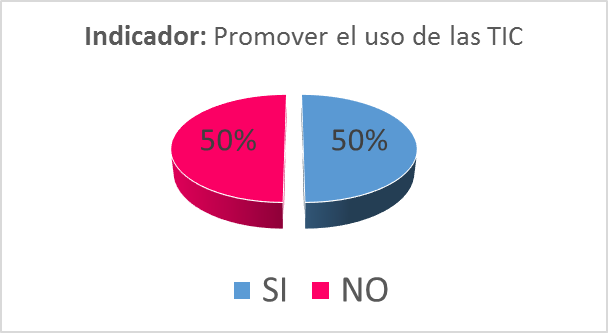 Indicador: Promover el uso de las TIC
50% 50%
SI NO